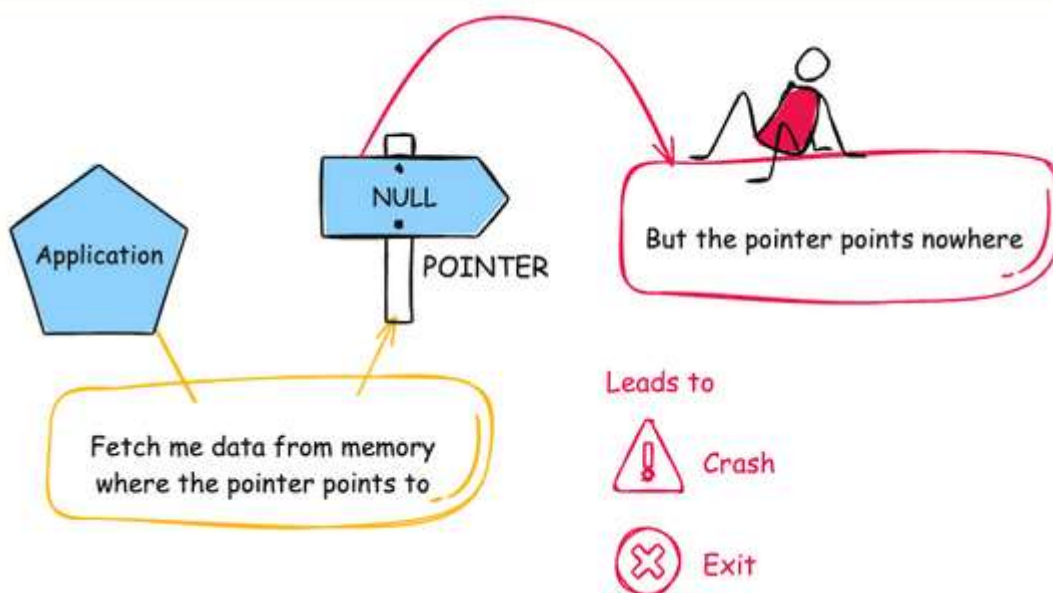 Application
NULL
POINTER
Fetch me data from memory
where the pointer points to
But the pointer points nowhere
Leads to
Crash
Exit